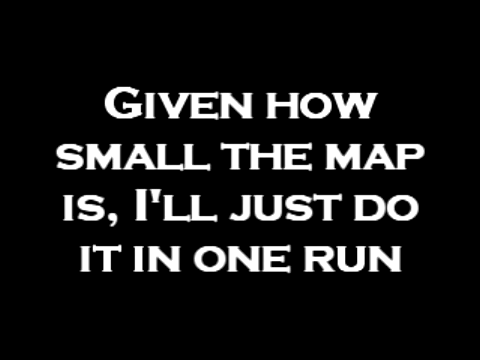 Given how
small the map
is, I'll just do
it in one run